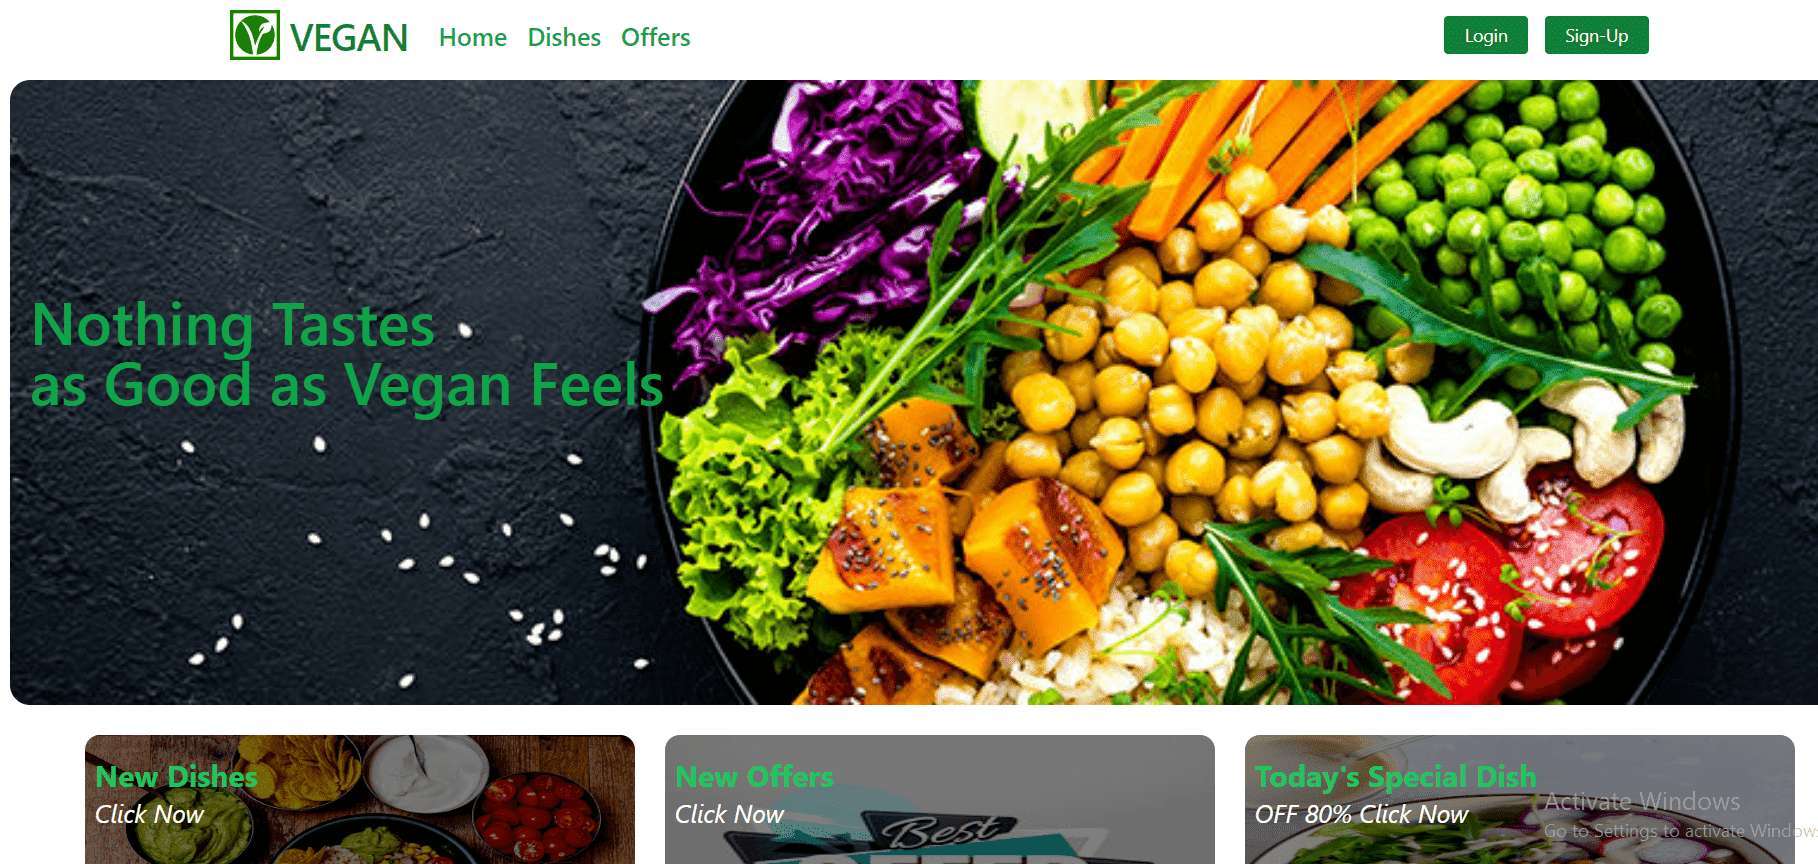 VEGAN
Home Dishes Offers
Login Sign-Up
Nothing Tastes
as Good as Vegan Feels
New Dishes
Click Now
New Offers
Click Now
Best
Today's Special Dish
OFF 80% Click Now
Activate Windows
Go to Settings to activate Windows